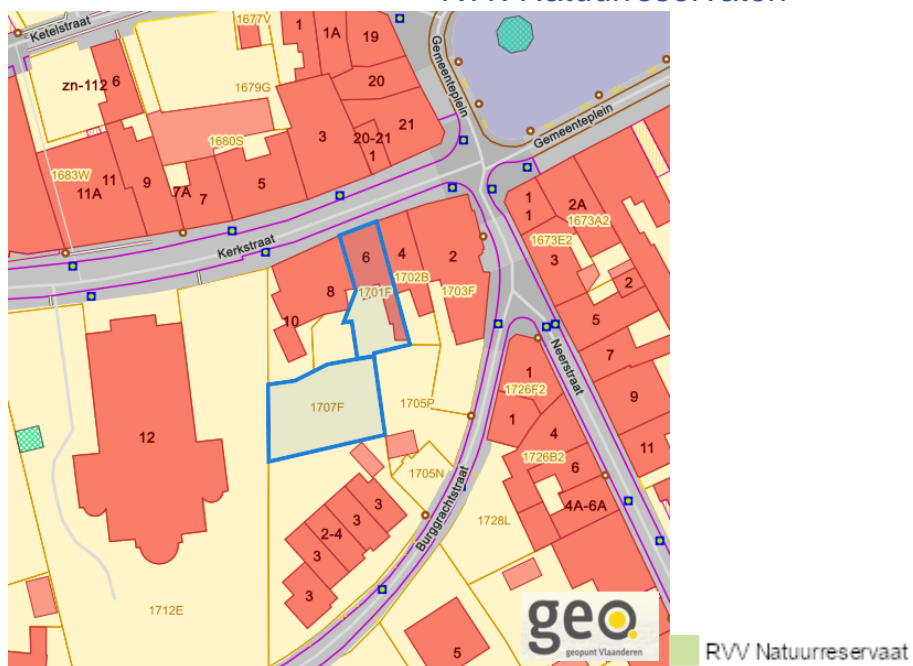 RVV Natuurreservaten
Ketelstraat
1677V
1
1A
19
Gemeenteplein
zn-112
6
1679G
20
Gemeenteplein
1680S
3
20-21
1
21
1683W
11A
11
9
7A
7
5
1
1
2A
1673A2
Kerkstraat
6
4
2
1673E2
3
2
1702B
8
1701F
1703F
10
5
Neerstraat
7
1
1726F2
12
1707F
1705P
9
1
4
1726B2
11
1705N
6
3
3
2-4
3
3
4A-6A
1728L
Burggrachtstraat
3
1712E
5
geo.
geopunt Vlaanderen
RVV Natuurreservaat